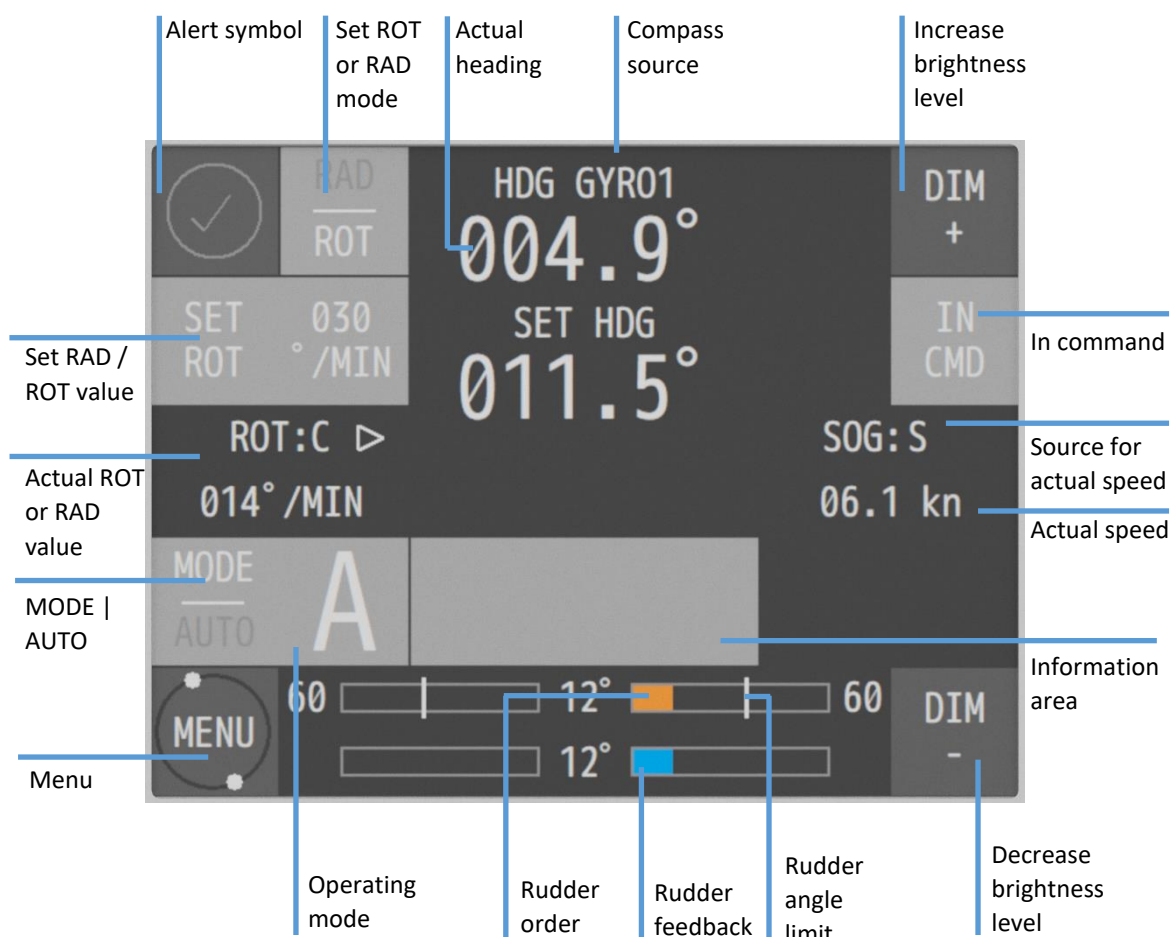 Alert symbol
Set ROT
or RAD
mode
Actual
heading
Compass
source
Increase
brightness
level
RAD
ROT
HDG GYRO1
004.9°
DIM
+
SET 030
ROT °/MIN
SET HDG
011.5°
IN
CMD
Set RAD /
ROT value
In command
ROT:C ▷
014°/MIN
SOG:S
06.1 kn
Actual ROT
or RAD
value
Source for
actual speed
Actual speed
MODE
AUTO
A
MODE |
AUTO
Information
area
MENU
60 12° 60
12°
DIM
-
Menu
Operating
mode
Rudder
order
Rudder
feedback
Rudder
angle
limit
Decrease
brightness
level